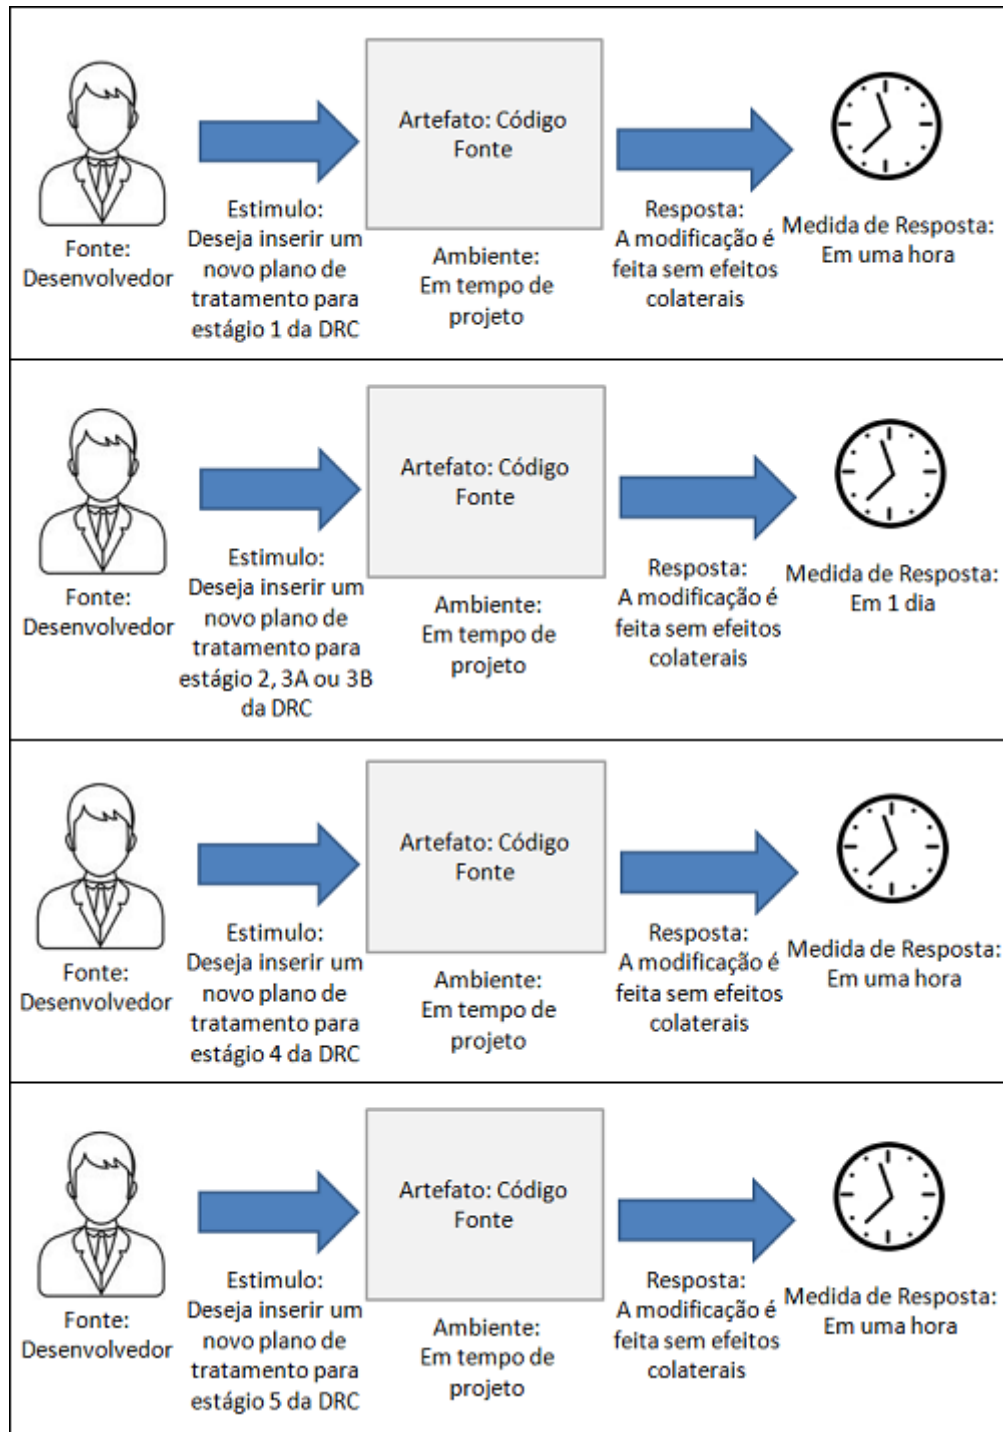 Fonte:
Desenvolvedor
Estimulo:
Deseja inserir um
novo plano de
tratamento para
estágio 1 da DRC
Artefato: Código
Fonte
Ambiente:
Em tempo de
projeto
Resposta:
A modificação é
feita sem efeitos
colaterais
Medida de Resposta:
Em uma hora
Fonte:
Desenvolvedor
Estimulo:
Deseja inserir um
novo plano de
tratamento para
estágio 2, 3A ou 3B
da DRC
Artefato: Código
Fonte
Ambiente:
Em tempo de
projeto
Resposta:
A modificação é
feita sem efeitos
colaterais
Medida de Resposta:
Em 1 dia
Fonte:
Desenvolvedor
Estimulo:
Deseja inserir um
novo plano de
tratamento para
estágio 4 da DRC
Artefato: Código
Fonte
Ambiente:
Em tempo de
projeto
Resposta:
A modificação é
feita sem efeitos
colaterais
Medida de Resposta:
Em uma hora
Fonte:
Desenvolvedor
Estimulo:
Deseja inserir um
novo plano de
tratamento para
estágio 5 da DRC
Artefato: Código
Fonte
Ambiente:
Em tempo de
projeto
Resposta:
A modificação é
feita sem efeitos
colaterais
Medida de Resposta:
Em uma hora